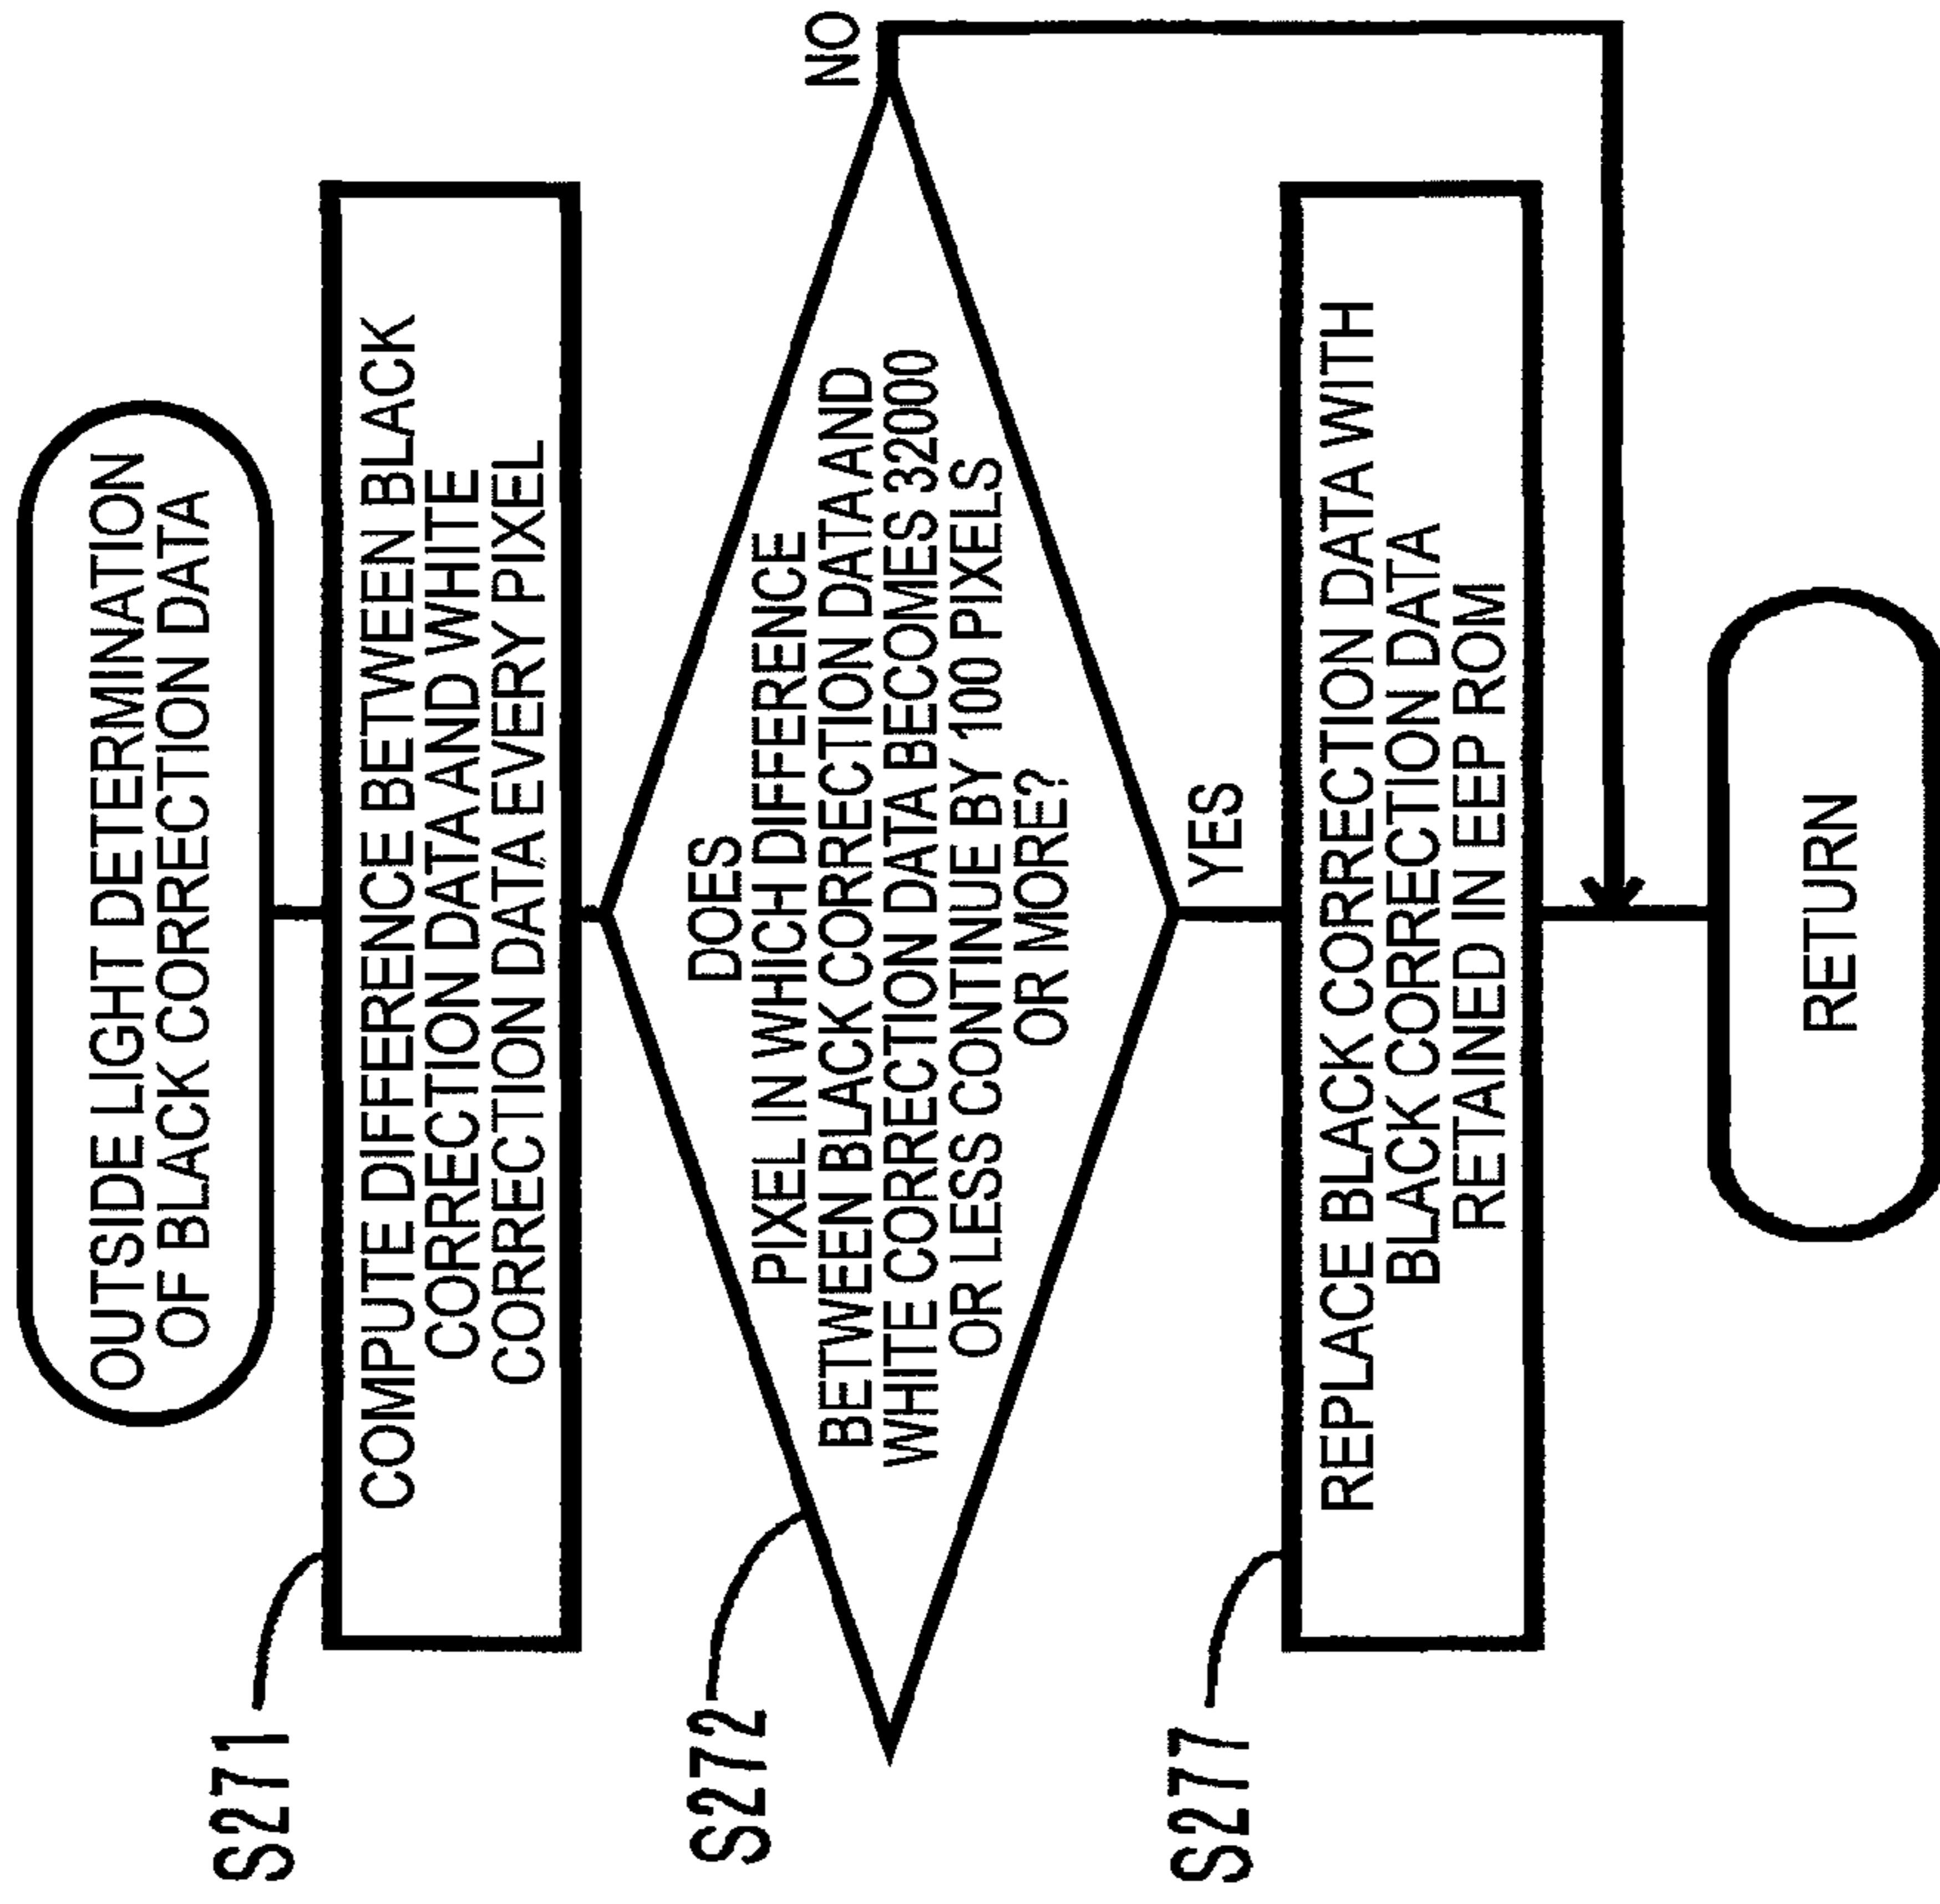 OUTSIDE LIGHT DETERMINATION
OF BLACK CORRECTION DATA
S271
COMPUTE DIFFERENCE BETWEEN BLACK
CORRECTION DATA AND WHITE
CORRECTION DATA EVERY PIXEL
S272
DOES
PIXEL IN WHICH DIFFERENCE
BETWEEN BLACK CORRECTION DATA AND
WHITE CORRECTION DATA BECOMES 32000
OR LESS CONTINUE BY 100 PIXELS
OR MORE?
NO
YES
S277
REPLACE BLACK CORRECTION DATA WITH
BLACK CORRECTION DATA
RETAINED IN EEP ROM
RETURN